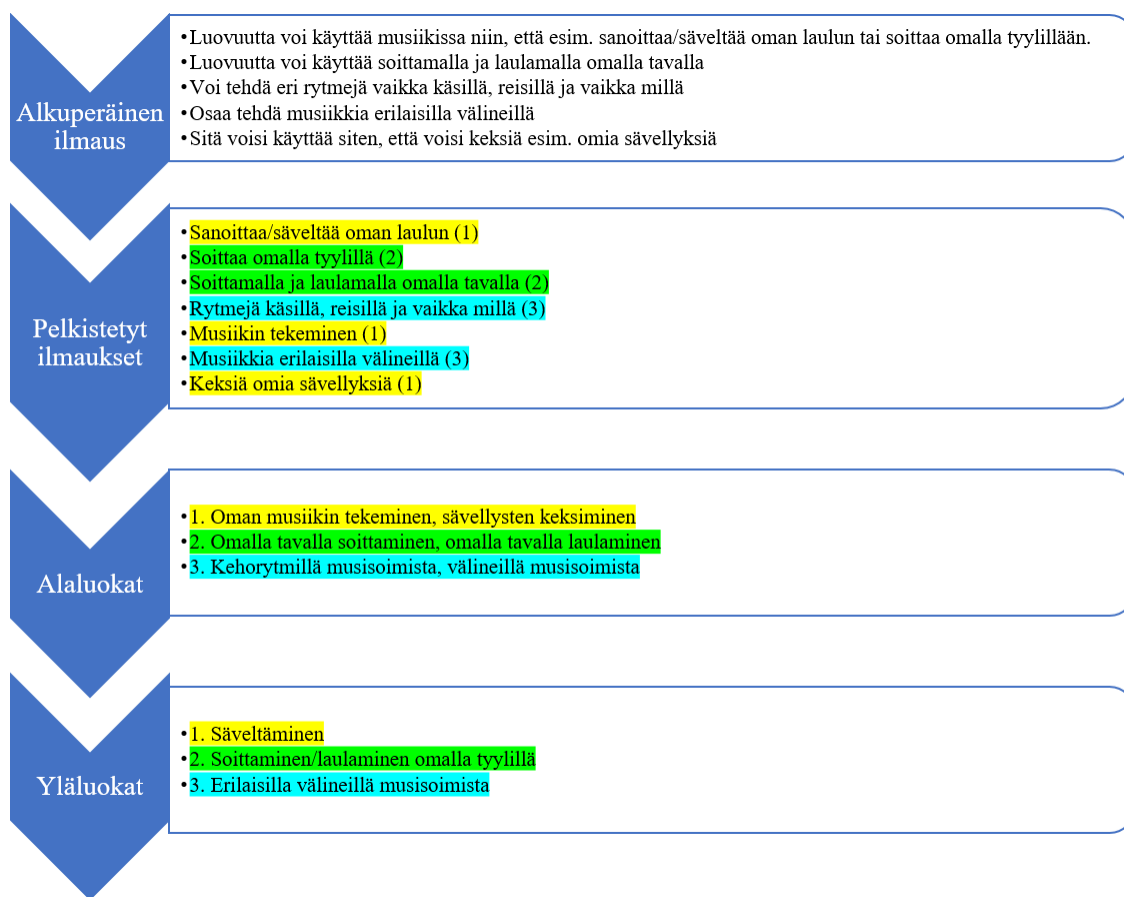 Alkuperäinen
ilmaus
•Luovuutta voi käyttää musiikissa niin, että esim. sanoittaa/säveltää oman laulun tai soittaa omalla tyylillään.
•Luovuutta voi käyttää soittamalla ja laulamalla omalla tavalla
•Voi tehdä eri rytmejä vaikka käsillä, reisillä ja vaikka millä
•Osaa tehdä musiikkia erilaisilla välineillä
•Sitä voisi käyttää siten, että voisi keksiä esim. omia sävellyksiä
Pelkistetyt
ilmaukset
•Sanoittaa/säveltää oman laulun (1)
•Soittaa omalla tyylillä (2)
•Soittamalla ja laulamalla omalla tavalla (2)
•Rytmejä käsillä, reisillä ja vaikka millä (3)
•Musiikin tekeminen (1)
•Musiikkia erilaisilla välineillä (3)
•Keksiä omia sävellyksiä (1)
Alaluokat
•1. Oman musiikin tekeminen, sävellysten keksiminen
•2. Omalla tavalla soittaminen, omalla tavalla laulaminen
•3. Kehorytmillä musisoimista, välineillä musisoimista
Yläluokat
•1. Säveltäminen
•2. Soittaminen/laulaminen omalla tyylillä
•3. Erilaisilla välineillä musisoimista